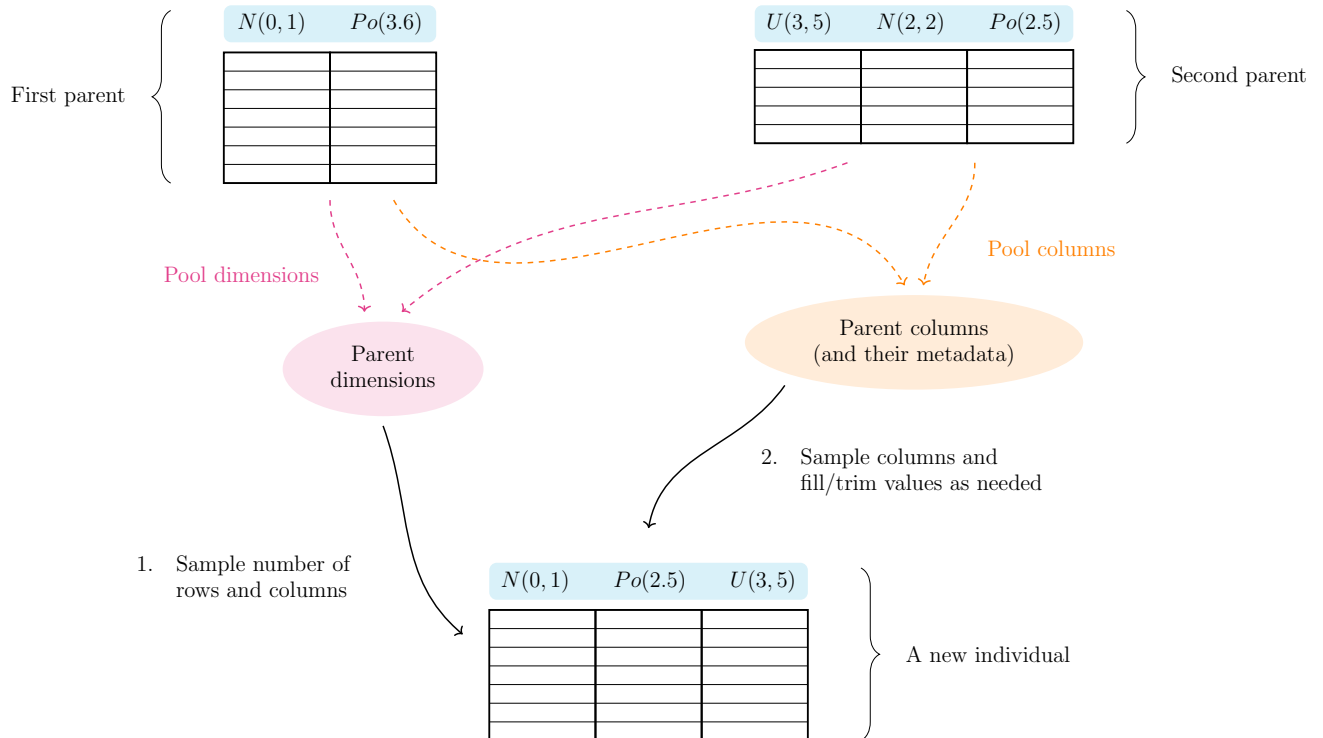 N(0, 1) Po(3.6)
U(3, 5) N(2, 2) Po(2.5)
First parent
Second parent
Pool dimensions
Pool columns
Parent
dimensions
Parent columns
(and their metadata)
2. Sample columns and
fill/trim values as needed
1. Sample number of
rows and columns
N(0, 1) Po(2.5) U(3, 5)
A new individual